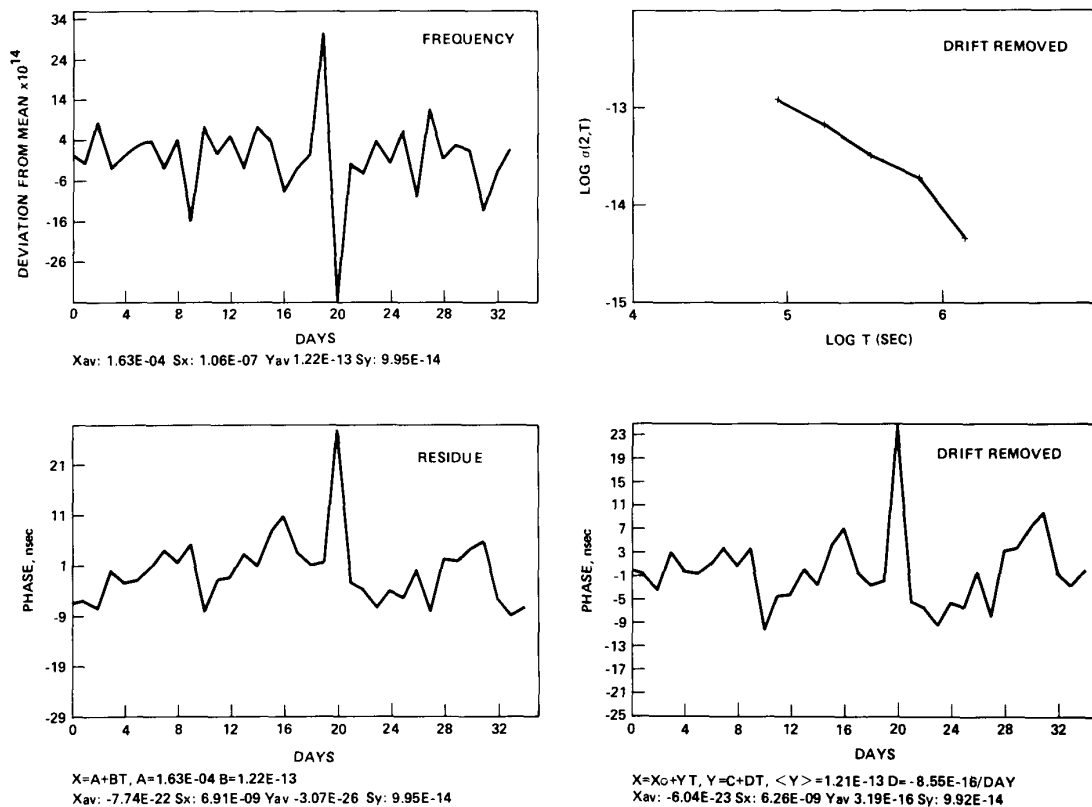 FREQUENCY
DEVIATION FROM MEAN x10^14
34
24
14
4
-6
-16
-26
0 4 8 12 16 20 24 28 32
DAYS
Xav: 1.63E-04 Sx: 1.06E-07 Yav 1.22E-13 Sy: 9.95E-14
DRIFT REMOVED
LOG σ(2,T)
-13
-14
-15
4 5 6
LOG T (SEC)
RESIDUE
PHASE, nsec
21
11
1
-9
-19
-29
0 4 8 12 16 20 24 28 32
DAYS
X=A+BT, A=1.63E-04 B=1.22E-13
Xav: -7.74E-22 Sx: 6.91E-09 Yav -3.07E-26 Sy: 9.95E-14
DRIFT REMOVED
PHASE, nsec
23
19
15
11
7
3
-1
-5
-9
-13
-17
-21
-25
0 4 8 12 16 20 24 28 32
DAYS
X=Xo+YT, Y=C+DT, <Y>=1.21E-13 D=-8.55E-16/DAY
Xav: -6.04E-23 Sx: 6.26E-09 Yav 3.19E-16 Sy: 9.92E-14